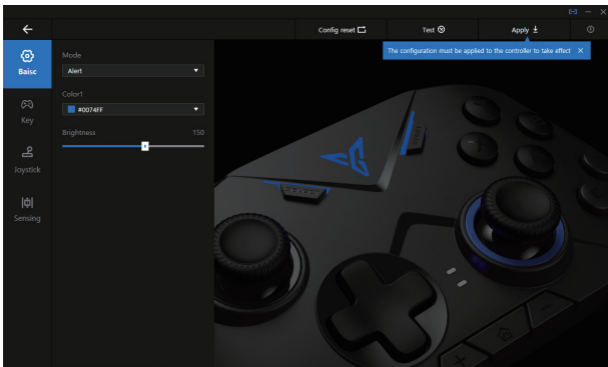 Config reset
Test
Apply
The configuration must be applied to the controller to take effect
Baisc
Key
Joystick
Sensing
Mode
Alert
Color1
#0074FF
Brightness 150